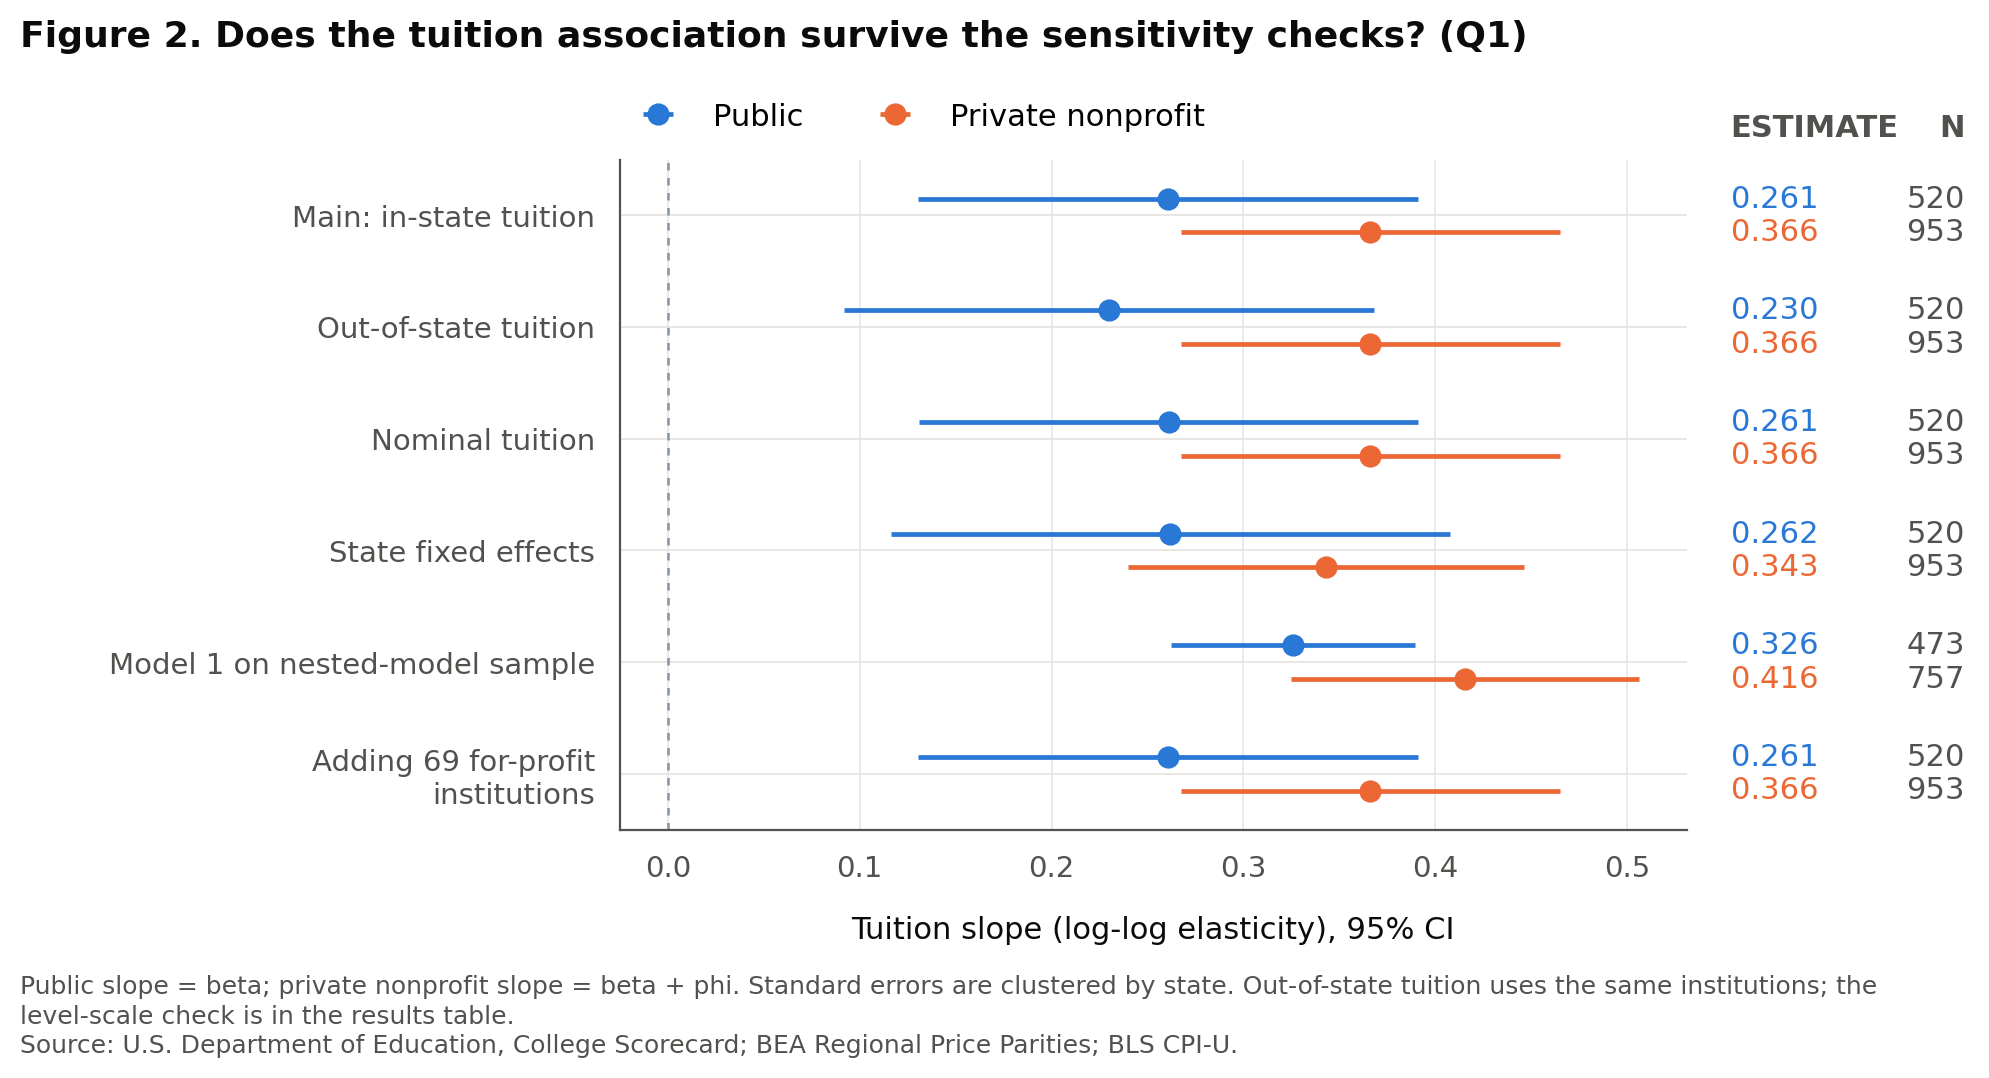 Figure 2. Does the tuition association survive the sensitivity checks? (Q1)
Public
Private nonprofit
ESTIMATE N
Main: in-state tuition
0.261 520
0.366 953
Out-of-state tuition
0.230 520
0.366 953
Nominal tuition
0.261 520
0.366 953
State fixed effects
0.262 520
0.343 953
Model 1 on nested-model sample
0.326 473
0.416 757
Adding 69 for-profit
institutions
0.261 520
0.366 953
0.0 0.1 0.2 0.3 0.4 0.5
Tuition slope (log-log elasticity), 95% CI
Public slope = beta; private nonprofit slope = beta + phi. Standard errors are clustered by state. Out-of-state tuition uses the same institutions; the
level-scale check is in the results table.
Source: U.S. Department of Education, College Scorecard; BEA Regional Price Parities; BLS CPI-U.